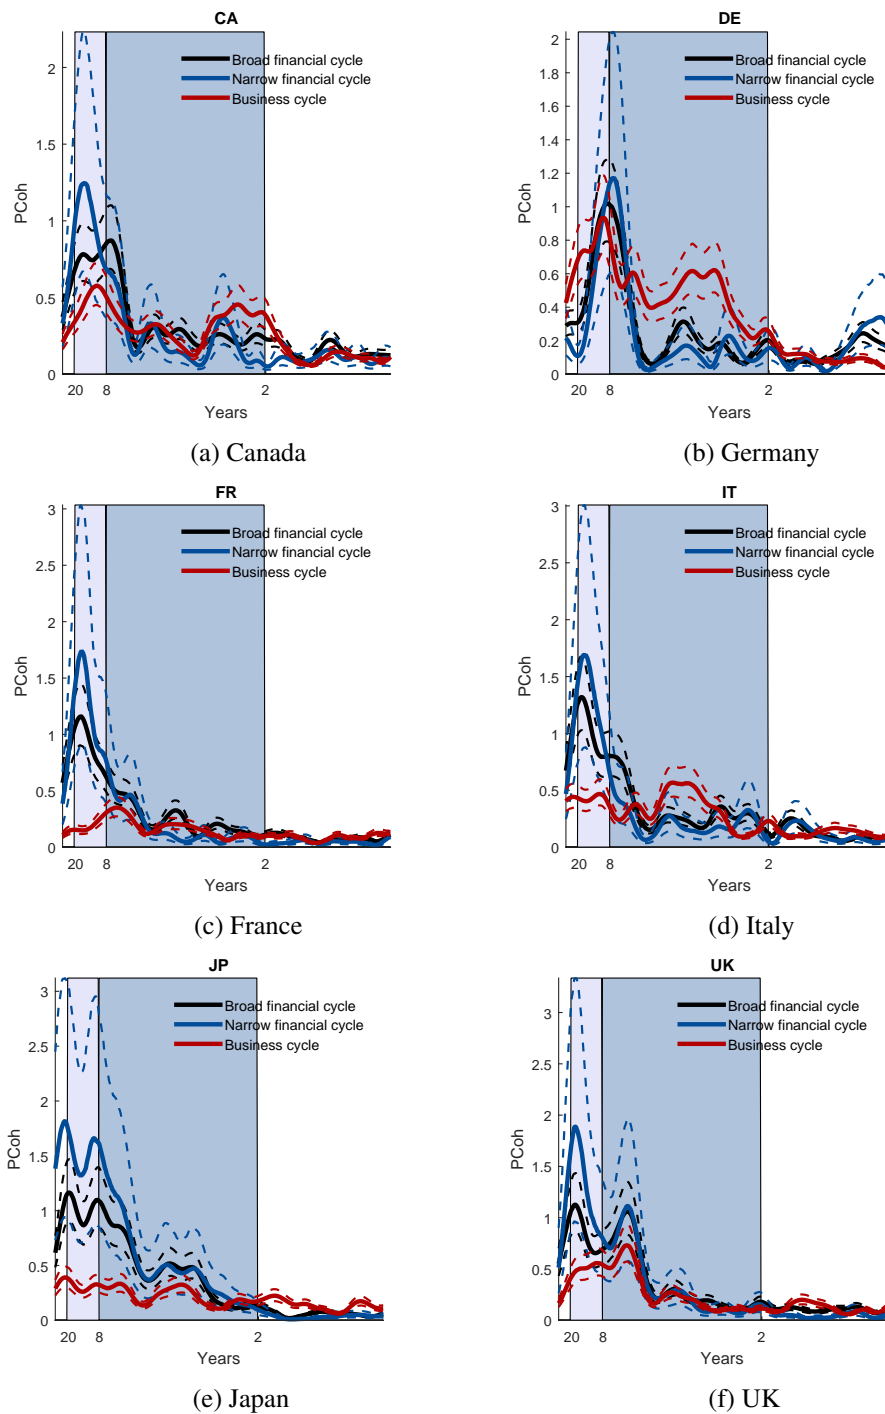 CA
2
1.5
1
0.5
0
PCoh
Broad financial cycle
Narrow financial cycle
Business cycle
20 8 2
Years
(a) Canada
DE
2
1.8
1.6
1.4
1.2
1
0.8
0.6
0.4
0.2
0
PCoh
Broad financial cycle
Narrow financial cycle
Business cycle
20 8 2
Years
(b) Germany
FR
3
2.5
2
1.5
1
0.5
0
PCoh
Broad financial cycle
Narrow financial cycle
Business cycle
20 8 2
Years
(c) France
IT
3
2.5
2
1.5
1
0.5
0
PCoh
Broad financial cycle
Narrow financial cycle
Business cycle
20 8 2
Years
(d) Italy
JP
3
2.5
2
1.5
1
0.5
0
PCoh
Broad financial cycle
Narrow financial cycle
Business cycle
20 8 2
Years
(e) Japan
UK
3
2.5
2
1.5
1
0.5
0
PCoh
Broad financial cycle
Narrow financial cycle
Business cycle
20 8 2
Years
(f) UK